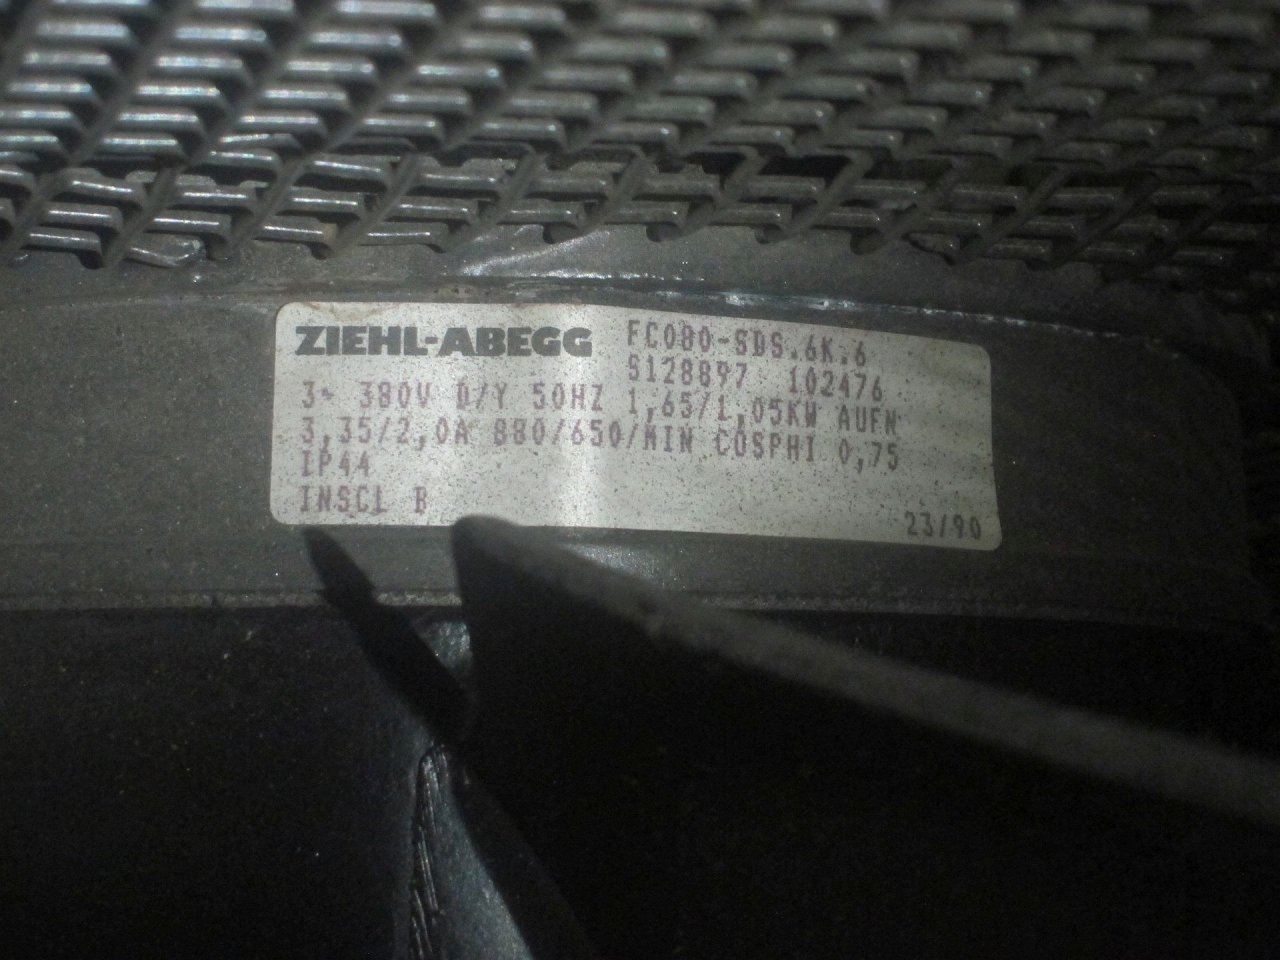 ZIEHL-ABEGG FC080-SDS.6K.6
S128897 102476
3~ 380V D/Y 50HZ 1,65/1,05KW AUFN
3,35/2,0A 880/650/MIN COSPHI 0,75
IP44
INSCL B
23/90